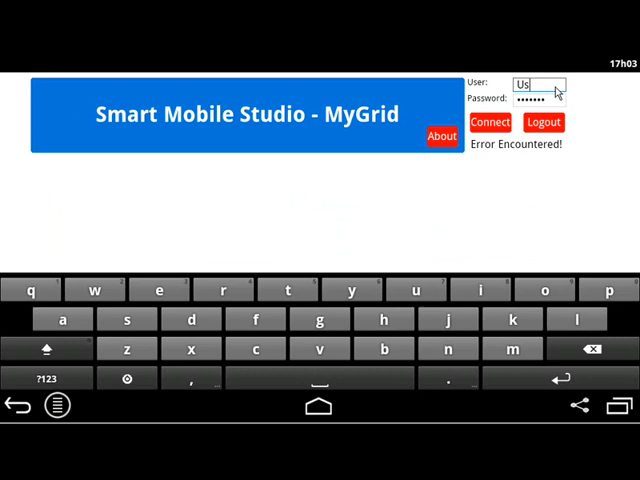 17h03
User: Us
Password: •••••••
Smart Mobile Studio - MyGrid
About
Connect Logout
Error Encountered!
q w e r t y u i o p
a s d f g h j k l
z x c v b n m
?123 , .